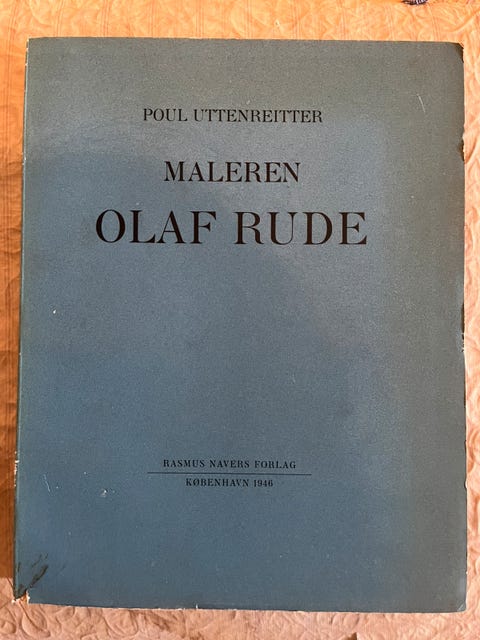 POUL UTTENREITTER
MALEREN
OLAF RUDE
RASMUS NAVERS FORLAG
KØBENHAVN 1946